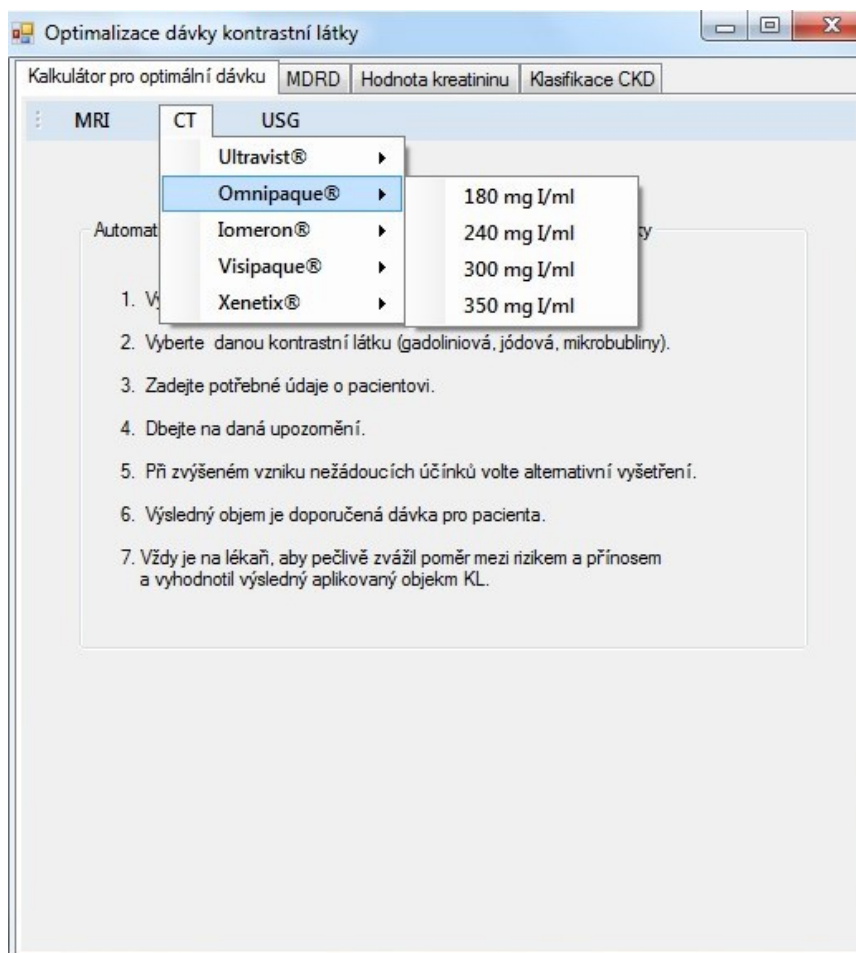 Optimalizace dávky kontrastní látky
Kalkulátor pro optimální dávku MDRD Hodnota kreatininu Klasifikace CKD
MRI CT USG
Ultravist®
Omnipaque®
Iomeron®
Visipaque®
Xenetix®
180 mg I/ml
240 mg I/ml
300 mg I/ml
350 mg I/ml
1.
2. Vyberte danou kontrastní látku (gadoliniová, jódová, mikrobubliny).
3. Zadejte potřebné údaje o pacientovi.
4. Dbejte na daná upozornění.
5. Při zvýšeném vzniku nežádoucích účínků volte alternativní vyšetření.
6. Výsledný objem je doporučená dávka pro pacienta.
7. Vždy je na lékaři, aby pečlivě zvážil poměr mezi rizikem a přínosem
a vyhodnotil výsledný aplikovaný objekm KL.